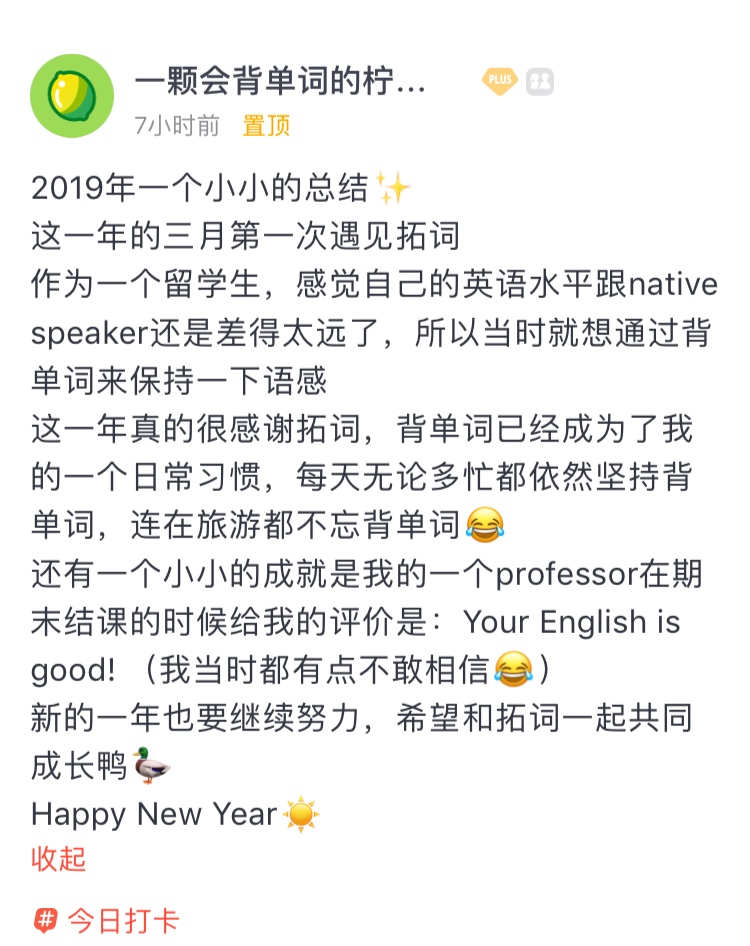 一颗会背单词的柠...
PLUS
7小时前 置顶
2019年一个小小的总结✨
这一年的三月第一次遇见拓词
作为一个留学生，感觉自己的英语水平跟native
speaker还是差得太远了，所以当时就想通过背
单词来保持一下语感
这一年真的很感谢拓词，背单词已经成为了我
的一个日常习惯，每天无论多忙都依然坚持背
单词，连在旅游都不忘背单词😂
还有一个小小的成就是我的一个professor在期
末结课的时候给我的评价是：Your English is
good!（我当时都有点不敢相信😂）
新的一年也要继续努力，希望和拓词一起共同
成长鸭🦆
Happy New Year☀️
收起
# 今日打卡